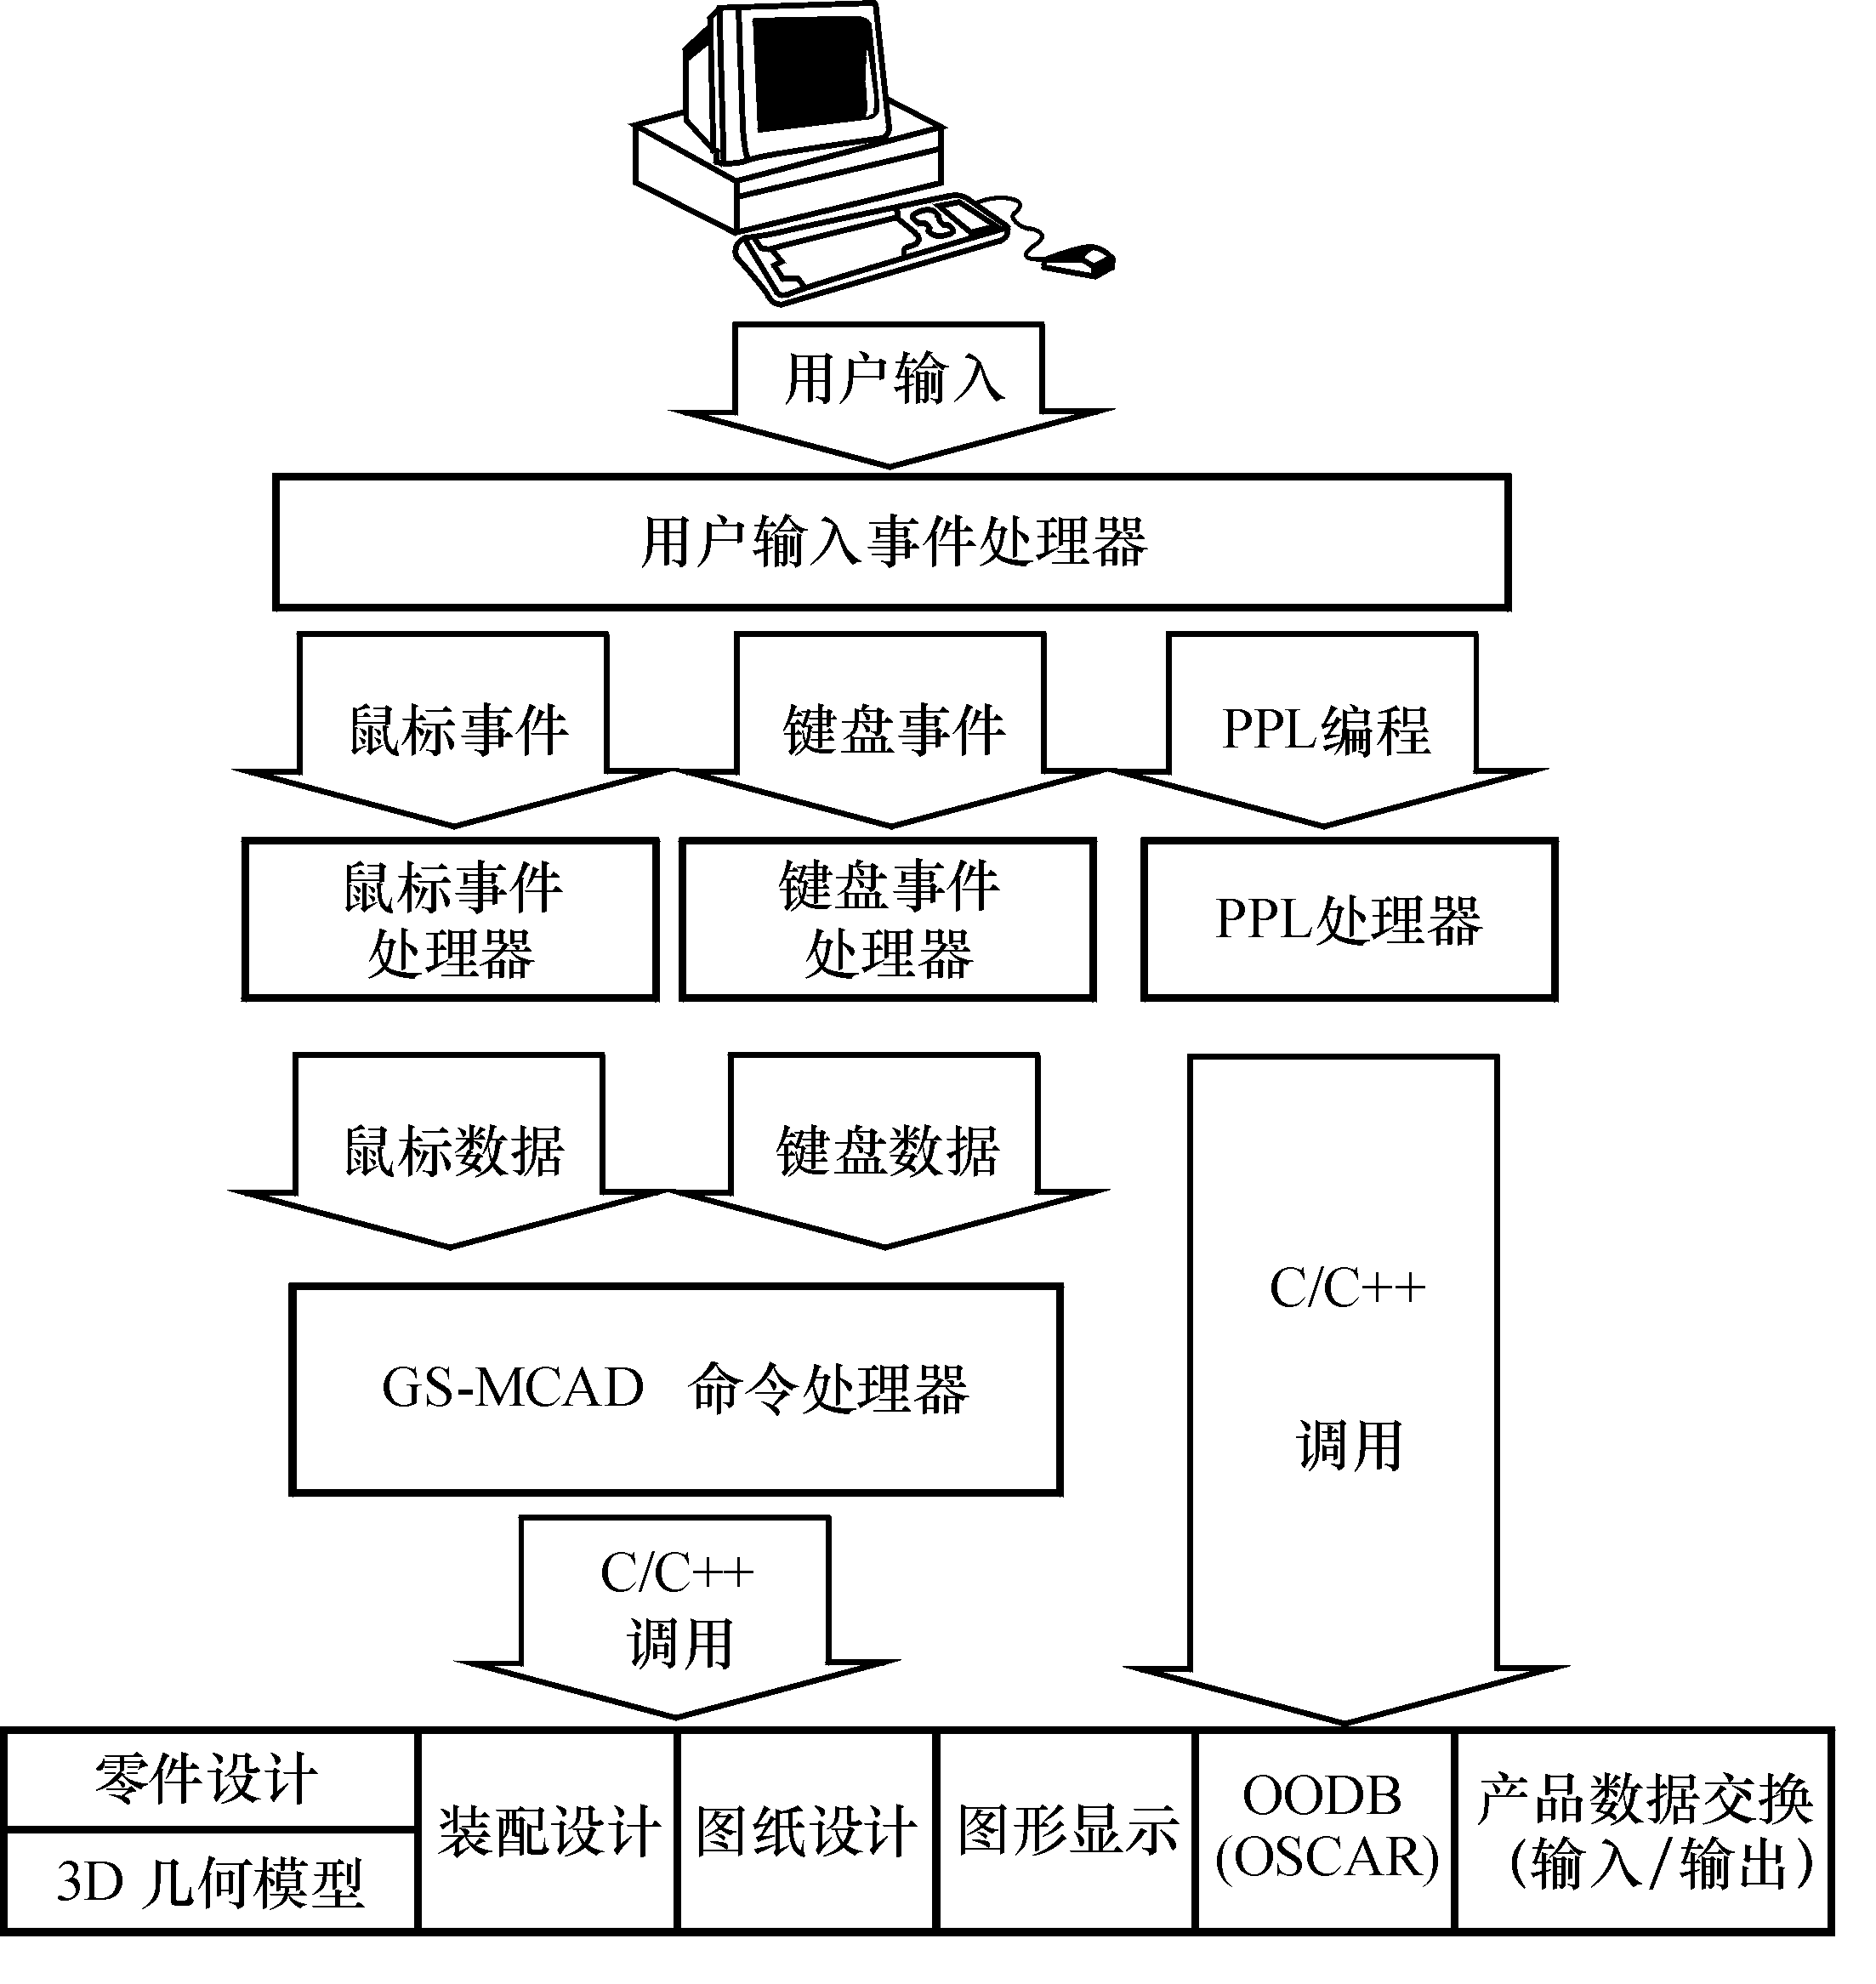 用户输入
用户输入事件处理器
鼠标事件
键盘事件
PPL编程
鼠标事件
处理器
键盘事件
处理器
PPL处理器
鼠标数据
键盘数据
C/C++
调用
GS-MCAD 命令处理器
C/C++
调用
零件设计
3D 几何模型
装配设计
图纸设计
图形显示
OODB
(OSCAR)
产品数据交换
(输入/输出)